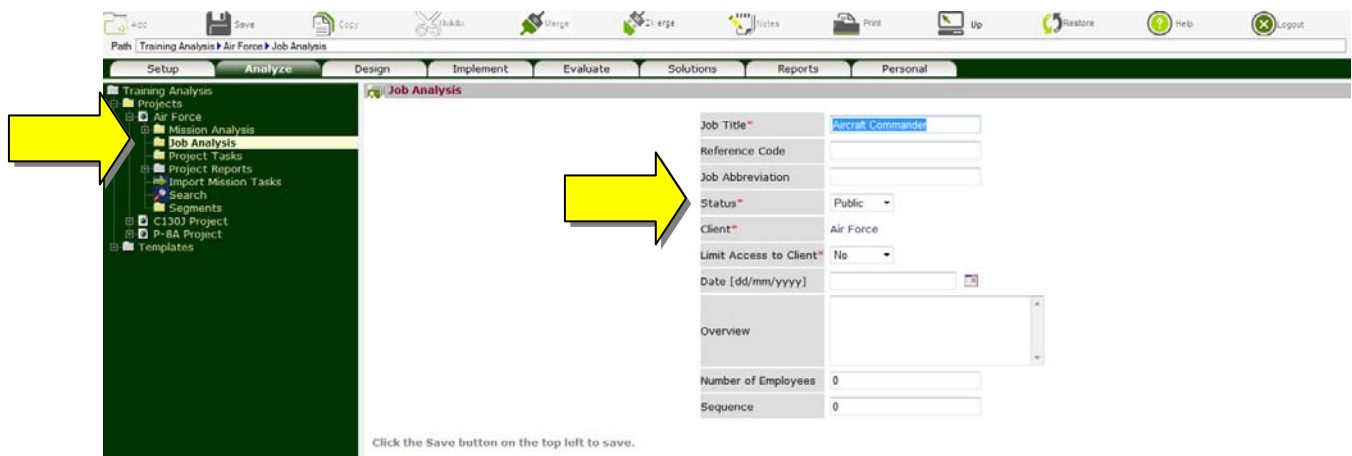 Add Save Copy Merge Notes Print Up Restore Help Logout
Path Training Analysis Air Force Job Analysis
Setup Analyze Design Implement Evaluate Solutions Reports Personal
Training Analysis
Projects
Air Force
Mission Analysis
Job Analysis
Project Tasks
Project Reports
Import Mission Tasks
Search
Segments
C130J Project
P-8A Project
Templates
Job Analysis
Job Title* Aircraft Commander
Reference Code
Job Abbreviation
Status* Public
Client* Air Force
Limit Access to Client* No
Date [dd/mm/yyyy]
Overview
Number of Employees 0
Sequence 0
Click the Save button on the top left to save.